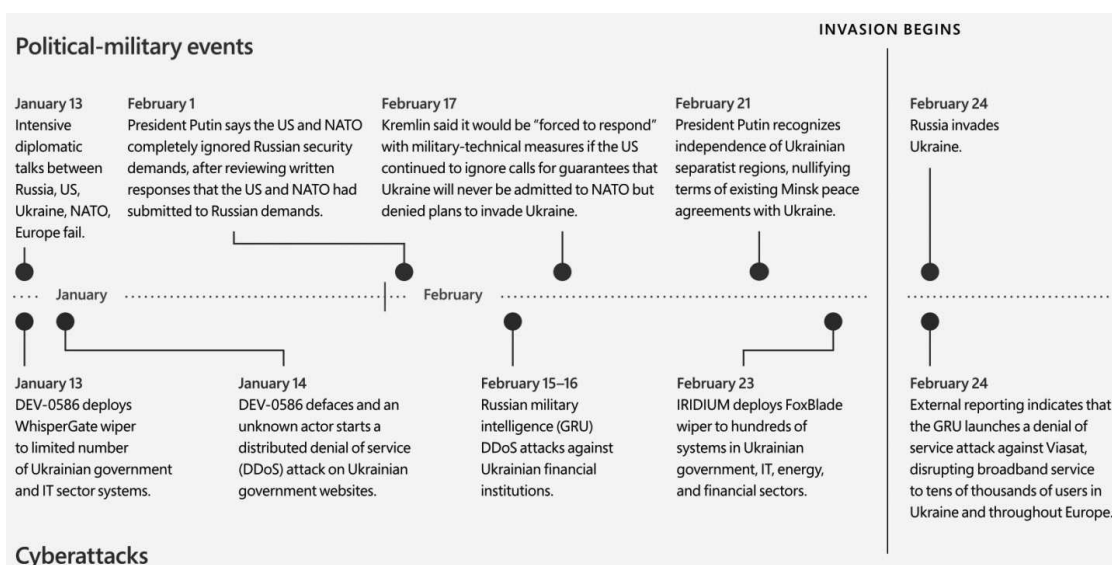 INVASION BEGINS
Political-military events
January 13
Intensive
diplomatic
talks between
Russia, US,
Ukraine, NATO,
Europe fail.
February 1
President Putin says the US and NATO
completely ignored Russian security
demands, after reviewing written
responses that the US and NATO had
submitted to Russian demands.
February 17
Kremlin said it would be “forced to respond”
with military-technical measures if the US
continued to ignore calls for guarantees that
Ukraine will never be admitted to NATO but
denied plans to invade Ukraine.
February 21
President Putin recognizes
independence of Ukrainian
separatist regions, nullifying
terms of existing Minsk peace
agreements with Ukraine.
February 24
Russia invades
Ukraine.
January
February
January 13
DEV-0586 deploys
WhisperGate wiper
to limited number
of Ukrainian government
and IT sector systems.
January 14
DEV-0586 defaces and an
unknown actor starts a
distributed denial of service
(DDoS) attack on Ukrainian
government websites.
February 15–16
Russian military
intelligence (GRU)
DDoS attacks against
Ukrainian financial
institutions.
February 23
IRIDIUM deploys FoxBlade
wiper to hundreds of
systems in Ukrainian
government, IT, energy,
and financial sectors.
February 24
External reporting indicates that
the GRU launches a denial of
service attack against Viasat,
disrupting broadband service
to tens of thousands of users in
Ukraine and throughout Europe.
Cyberattacks